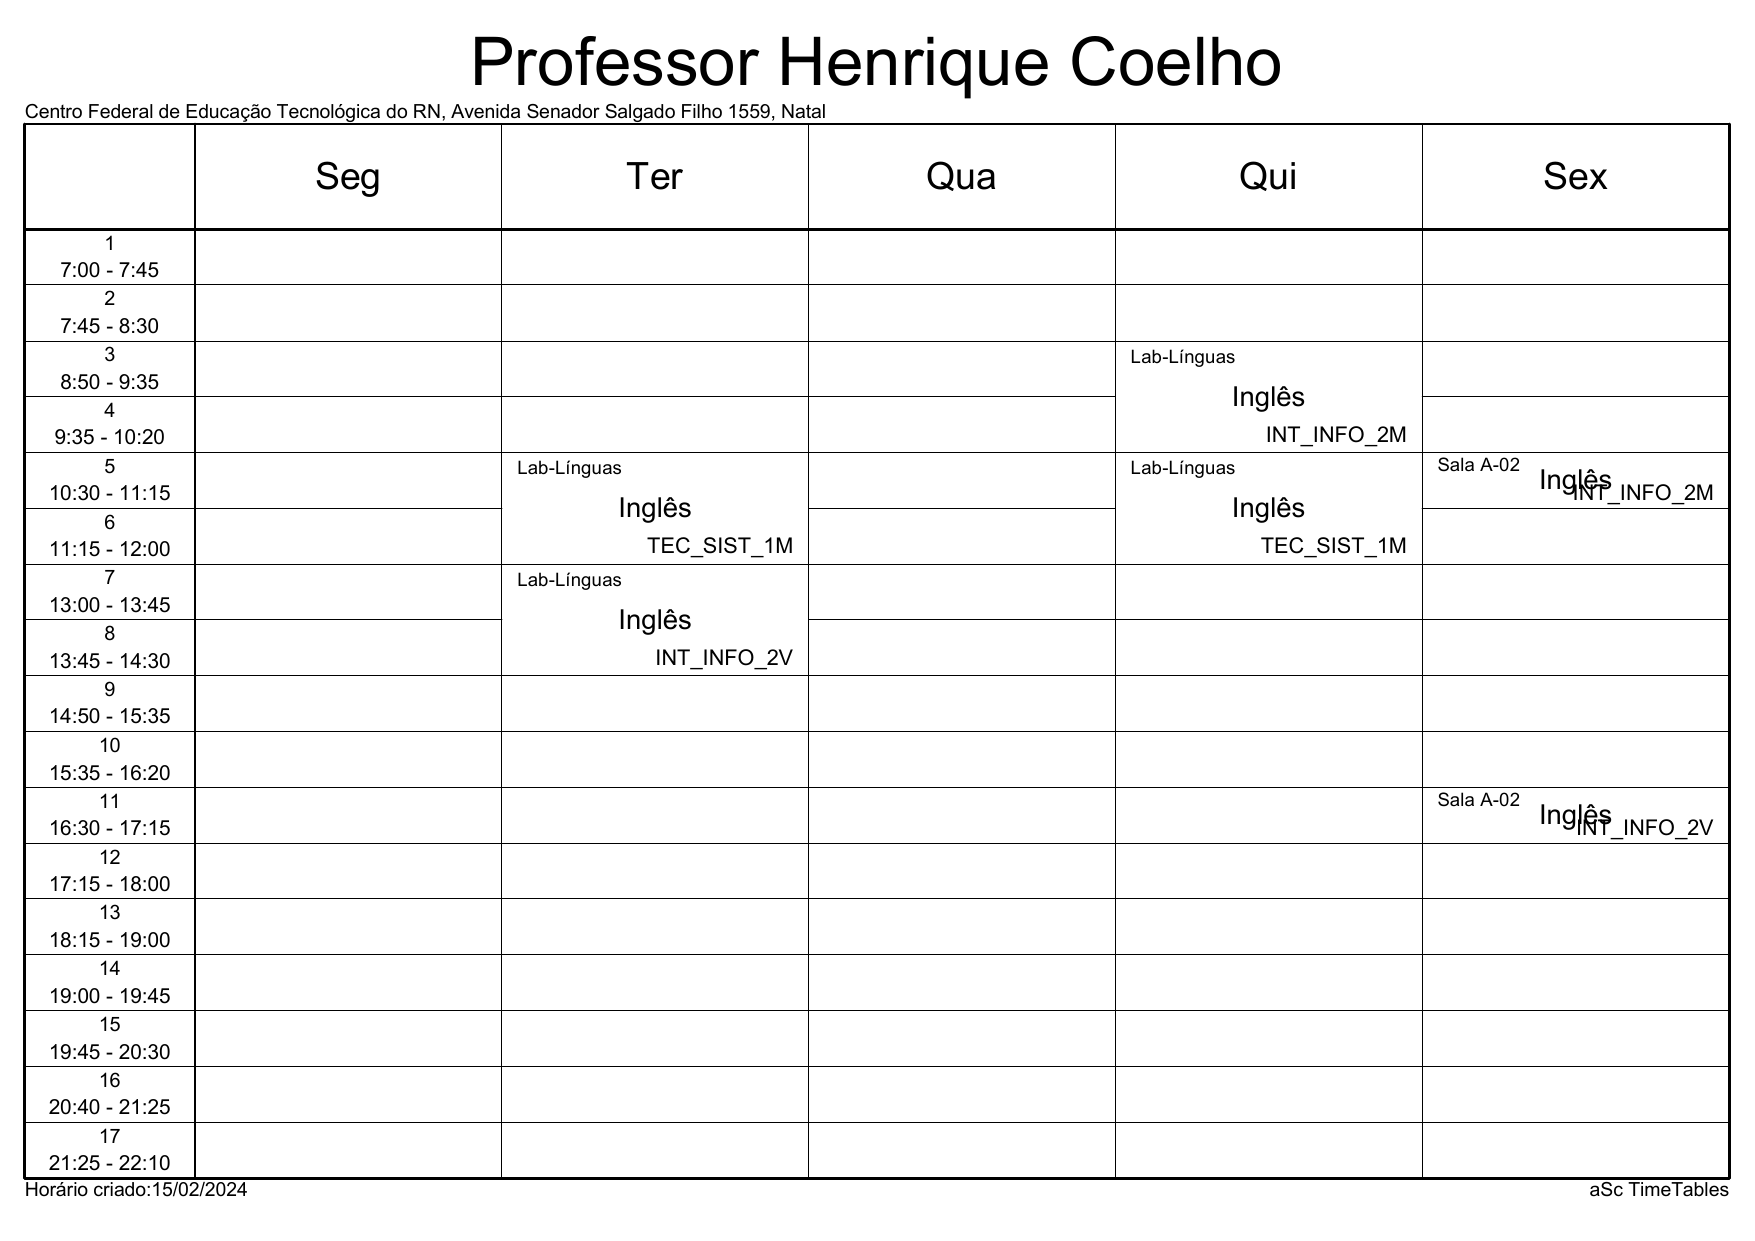 Professor Henrique Coelho
Centro Federal de Educação Tecnológica do RN, Avenida Senador Salgado Filho 1559, Natal
Seg Ter Qua Qui Sex
1
7:00 - 7:45
2
7:45 - 8:30
3
8:50 - 9:35
Lab-Línguas
Inglês
INT_INFO_2M
4
9:35 - 10:20
5
10:30 - 11:15
Lab-Línguas
Inglês
TEC_SIST_1M
Lab-Línguas
Inglês
TEC_SIST_1M
Sala A-02
Inglês
INT_INFO_2M
6
11:15 - 12:00
7
13:00 - 13:45
Lab-Línguas
Inglês
INT_INFO_2V
8
13:45 - 14:30
9
14:50 - 15:35
10
15:35 - 16:20
11
16:30 - 17:15
Sala A-02
Inglês
INT_INFO_2V
12
17:15 - 18:00
13
18:15 - 19:00
14
19:00 - 19:45
15
19:45 - 20:30
16
20:40 - 21:25
17
21:25 - 22:10
Horário criado:15/02/2024
aSc TimeTables